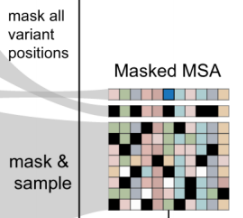 mask all
variant
positions
Masked MSA
mask &
sample